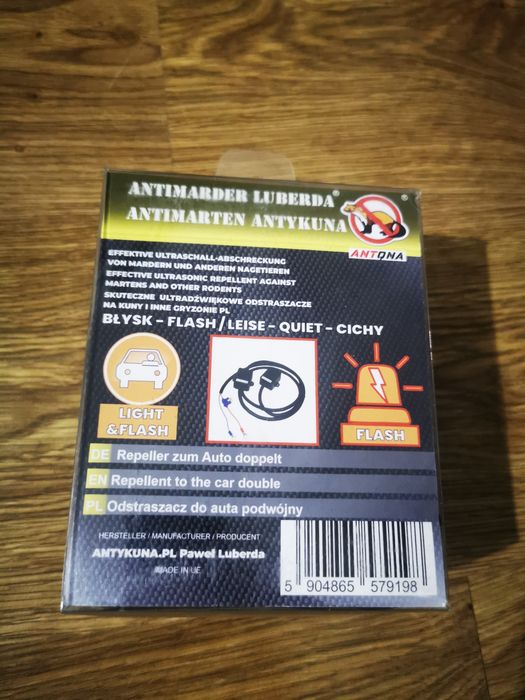 ANTIMARDER LUBERDA®
ANTIMARTEN ANTYKUNA
®
ANTQNA
EFFEKTIVE ULTRASCHALL-ABSCHRECKUNG
VON MARDERN UND ANDEREN NAGETIEREN
EFFECTIVE ULTRASONIC REPELLENT AGAINST
MARTENS AND OTHER RODENTS
SKUTECZNE ULTRADŹWIĘKOWE ODSTRASZACZE
NA KUNY I INNE GRYZONIE PL
BŁYSK – FLASH / LEISE – QUIET – CICHY
LIGHT
&FLASH
FLASH
DE Repeller zum Auto doppelt
EN Repellent to the car double
PL Odstraszacz do auta podwójny
HERSTELLER / MANUFACTURER / PRODUCENT
ANTYKUNA.PL Paweł Luberda
MADE IN UE
5 904865 579198